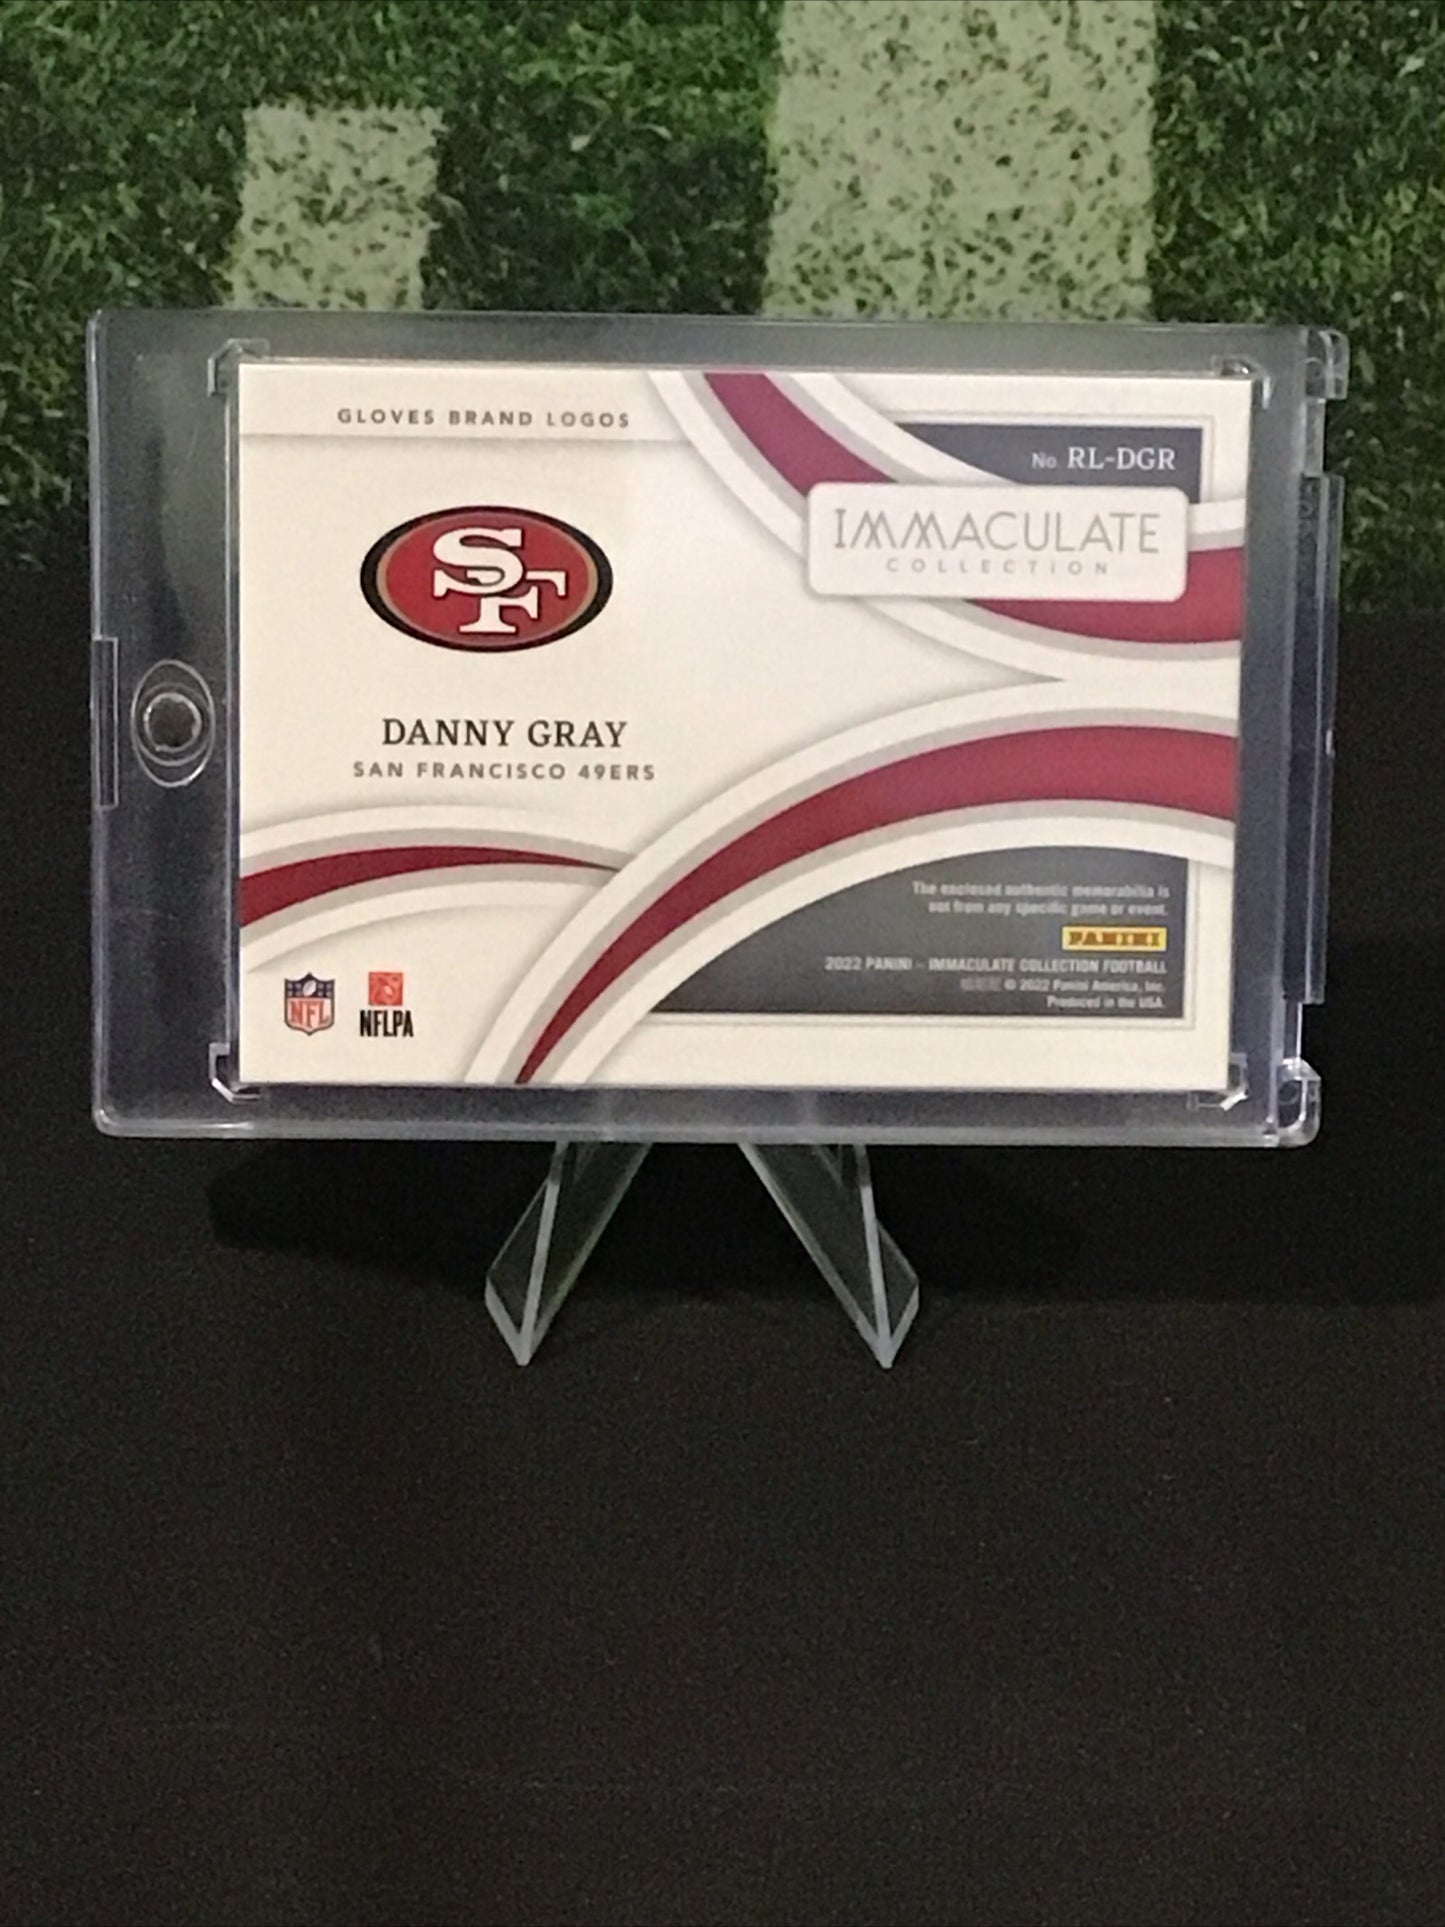 GLOVES BRAND LOGOS
No. RL-DGR
IMMACULATE
COLLECTION
SF
DANNY GRAY
SAN FRANCISCO 49ERS
The enclosed authentic memorabilia is
not from any specific game or event.
PANINI
2022 PANINI – IMMACULATE COLLECTION FOOTBALL
© 2022 Panini America, Inc.
Produced in the USA
NFL
NFLPA